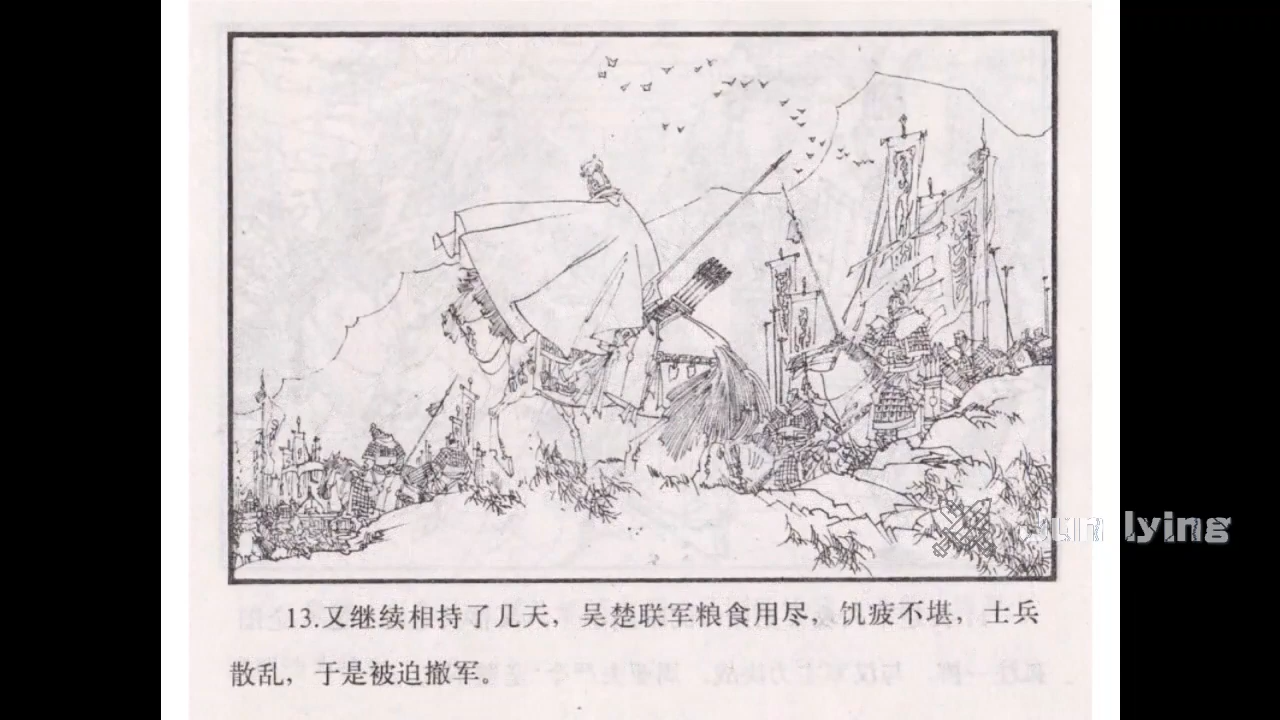 13.又继续相持了几天，吴楚联军粮食用尽，饥疲不堪，士兵
散乱，于是被迫撤军。
lying